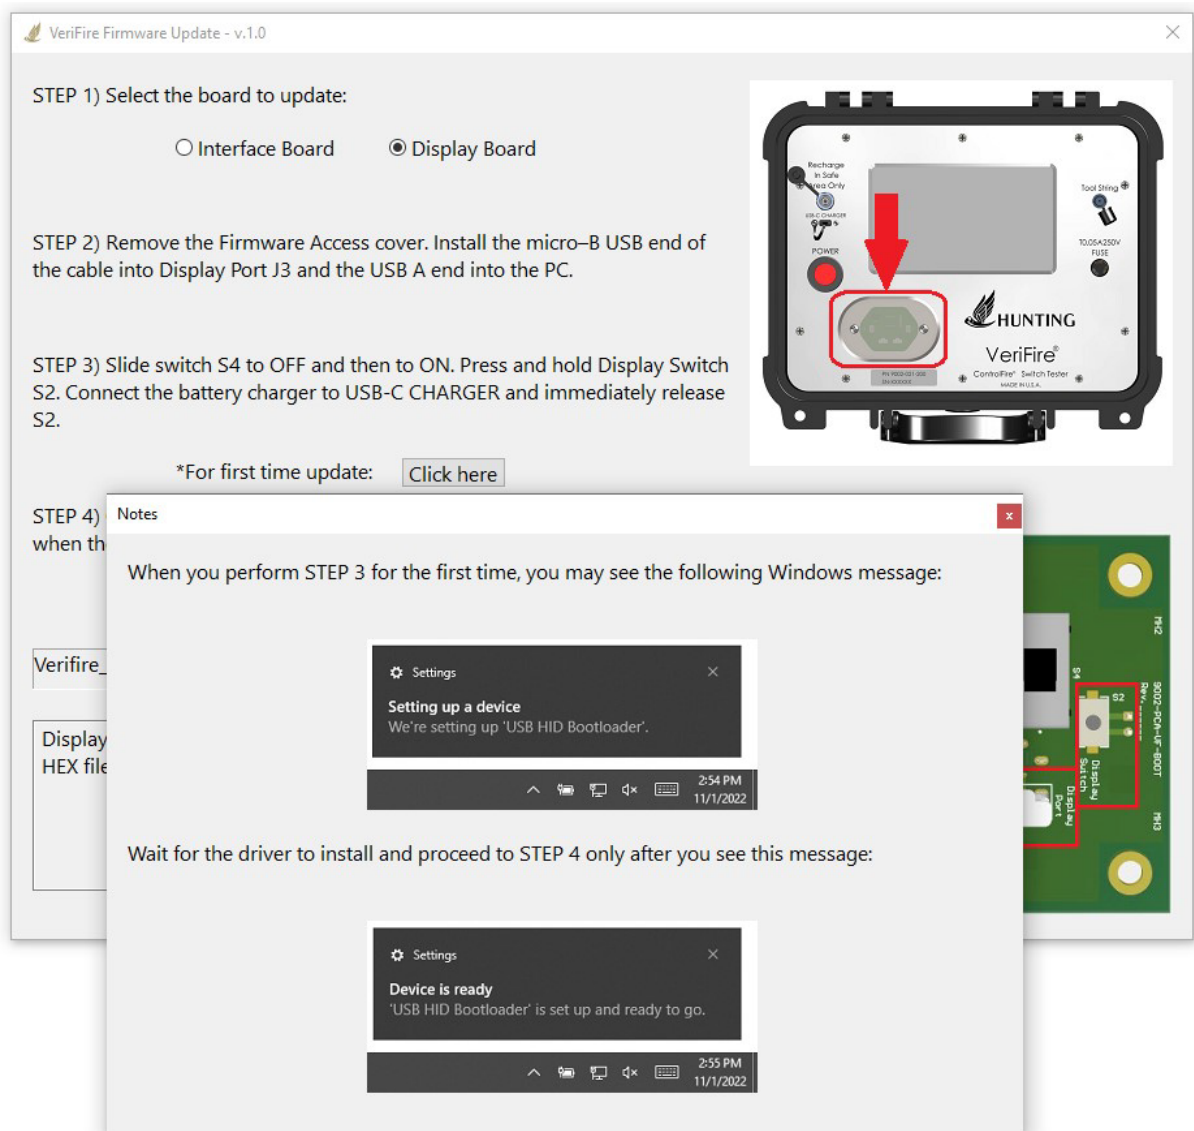 VeriFire Firmware Update - v.1.0
STEP 1) Select the board to update:
Interface Board
Display Board
STEP 2) Remove the Firmware Access cover. Install the micro–B USB end of
the cable into Display Port J3 and the USB A end into the PC.
STEP 3) Slide switch S4 to OFF and then to ON. Press and hold Display Switch
S2. Connect the battery charger to USB-C CHARGER and immediately release
S2.
*For first time update:
Click here
STEP 4)
when the
Verifire_
Display
HEX file
Recharge
In Safe
Area Only
USB-C CHARGER
POWER
Tool String
FUSE
HUNTING
VeriFire®
ControlFire® Switch Tester
MADE IN U.S.A.
Notes
x
When you perform STEP 3 for the first time, you may see the following Windows message:
Settings
Setting up a device
We're setting up 'USB HID Bootloader'.
2:54 PM
11/1/2022
Wait for the driver to install and proceed to STEP 4 only after you see this message:
Settings
Device is ready
'USB HID Bootloader' is set up and ready to go.
2:55 PM
11/1/2022
MH2
S4
S2
9002-PCA-VF-BOOT
Rev.
Display
Switch
Display
Port
MH3